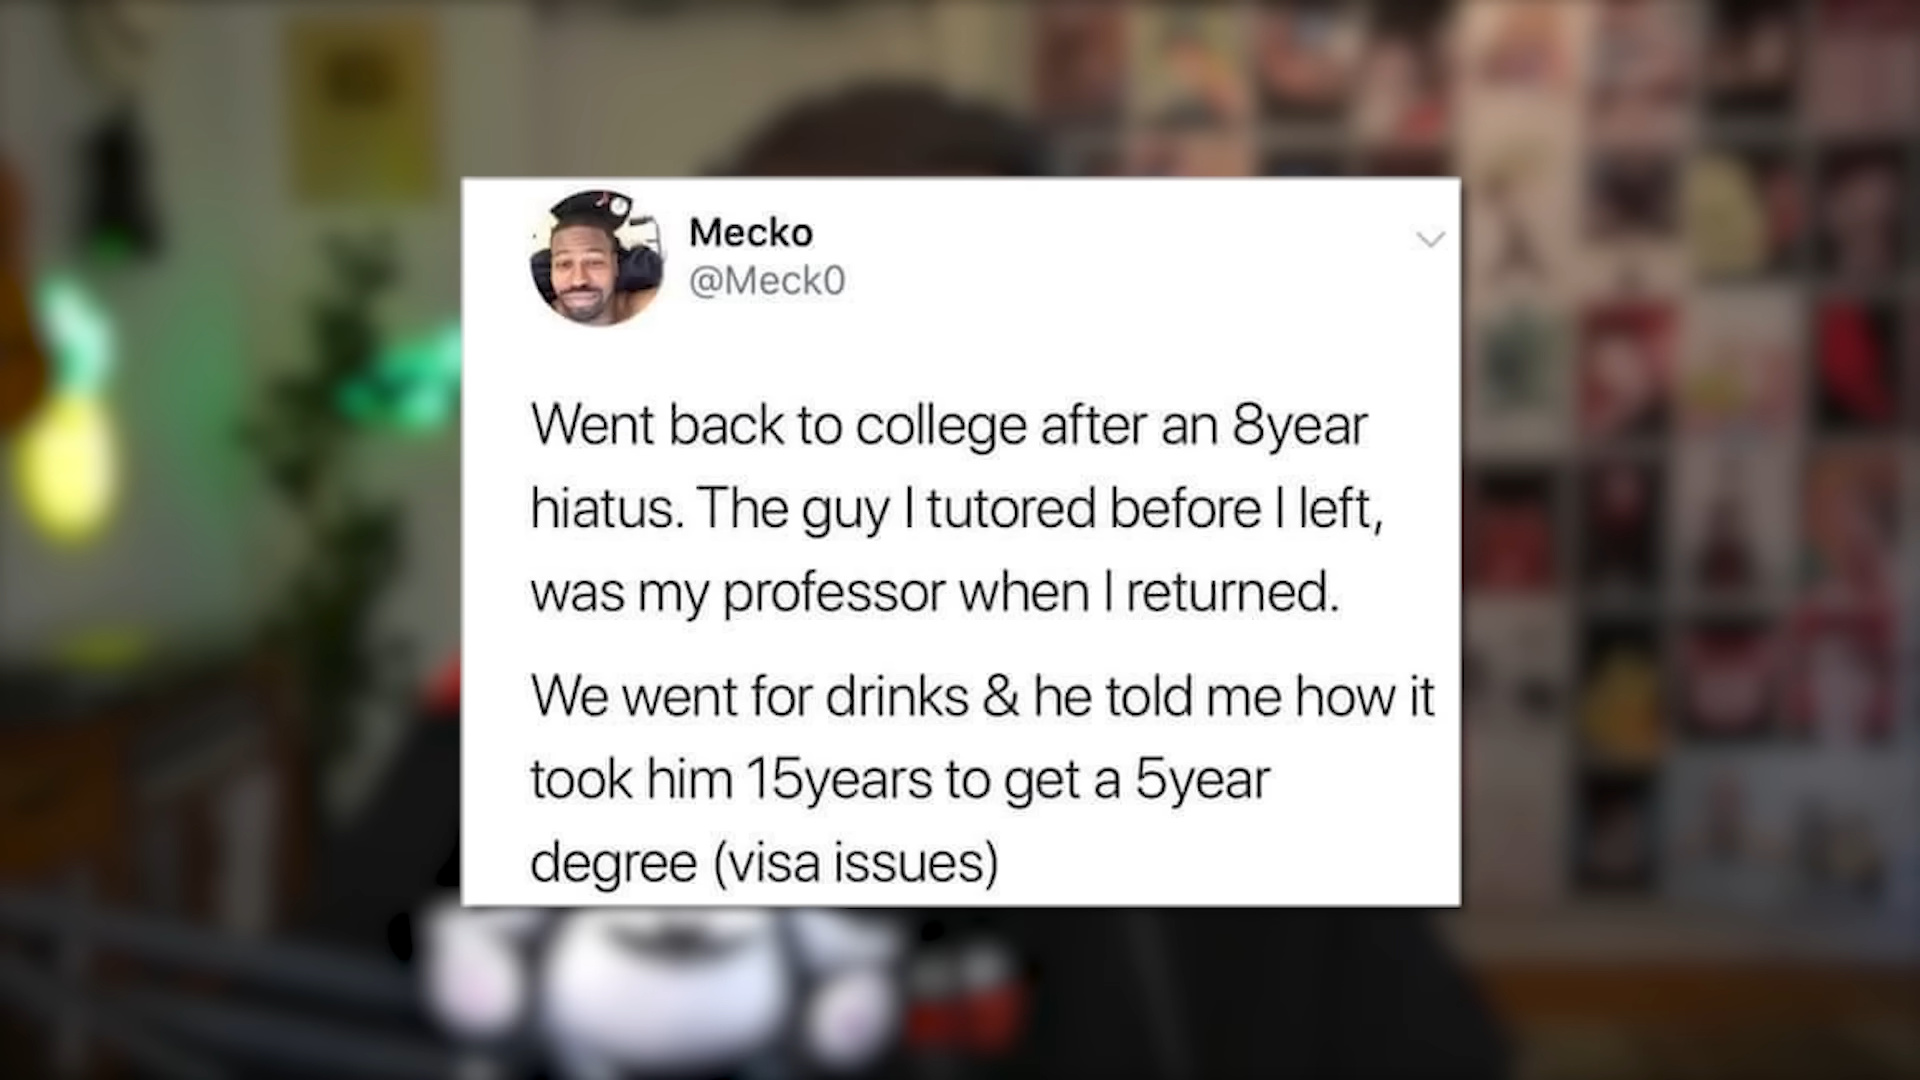 Mecko
@Meck0
Went back to college after an 8year
hiatus. The guy I tutored before I left,
was my professor when I returned.
We went for drinks & he told me how it
took him 15years to get a 5year
degree (visa issues)